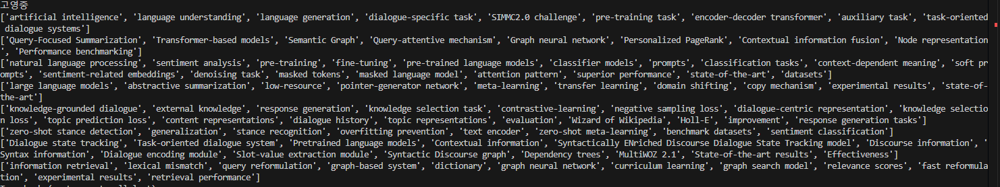 고영중
['artificial intelligence', 'language understanding', 'language generation', 'dialogue-specific task', 'SIMMC2.0 challenge', 'pre-training task', 'encoder-decoder transformer', 'auxiliary task', 'task-oriented
 dialogue systems']
['Query-Focused Summarization', 'Transformer-based models', 'Semantic Graph', 'Query-attentive mechanism', 'Graph neural network', 'Personalized PageRank', 'Contextual information fusion', 'Node representation
', 'Performance benchmarking']
['natural language processing', 'sentiment analysis', 'pre-training', 'fine-tuning', 'pre-trained language models', 'classifier models', 'prompts', 'classification tasks', 'context-dependent meaning', 'soft pr
ompts', 'sentiment-related embeddings', 'denoising task', 'masked tokens', 'masked language model', 'attention pattern', 'superior performance', 'state-of-the-art', 'datasets']
['large language models', 'abstractive summarization', 'low-resource', 'pointer-generator network', 'meta-learning', 'transfer learning', 'domain shifting', 'copy mechanism', 'experimental results', 'state-of-
the-art']
['knowledge-grounded dialogue', 'external knowledge', 'response generation', 'knowledge selection task', 'contrastive-learning', 'negative sampling loss', 'dialogue-centric representation', 'knowledge selectio
n loss', 'topic prediction loss', 'content representations', 'dialogue history', 'topic representations', 'evaluation', 'Wizard of Wikipedia', 'Holl-E', 'improvement', 'response generation tasks']
['zero-shot stance detection', 'generalization', 'stance recognition', 'overfitting prevention', 'text encoder', 'zero-shot meta-learning', 'benchmark datasets', 'sentiment classification']
['Dialogue state tracking', 'Task-oriented dialogue system', 'Pretrained language models', 'Contextual information', 'Syntactically ENriched Discourse Dialogue State Tracking model', 'Discourse information', '
Syntax information', 'Dialogue encoding module', 'Slot-value extraction module', 'Syntactic Discourse graph', 'Dependency trees', 'MultiWOZ 2.1', 'State-of-the-art results', 'Effectiveness']
['information retrieval', 'lexical mismatch', 'query reformulation', 'graph-based system', 'dictionary', 'graph neural network', 'curriculum learning', 'graph search model', 'relevance scores', 'fast reformula
tion', 'experimental results', 'retrieval performance']